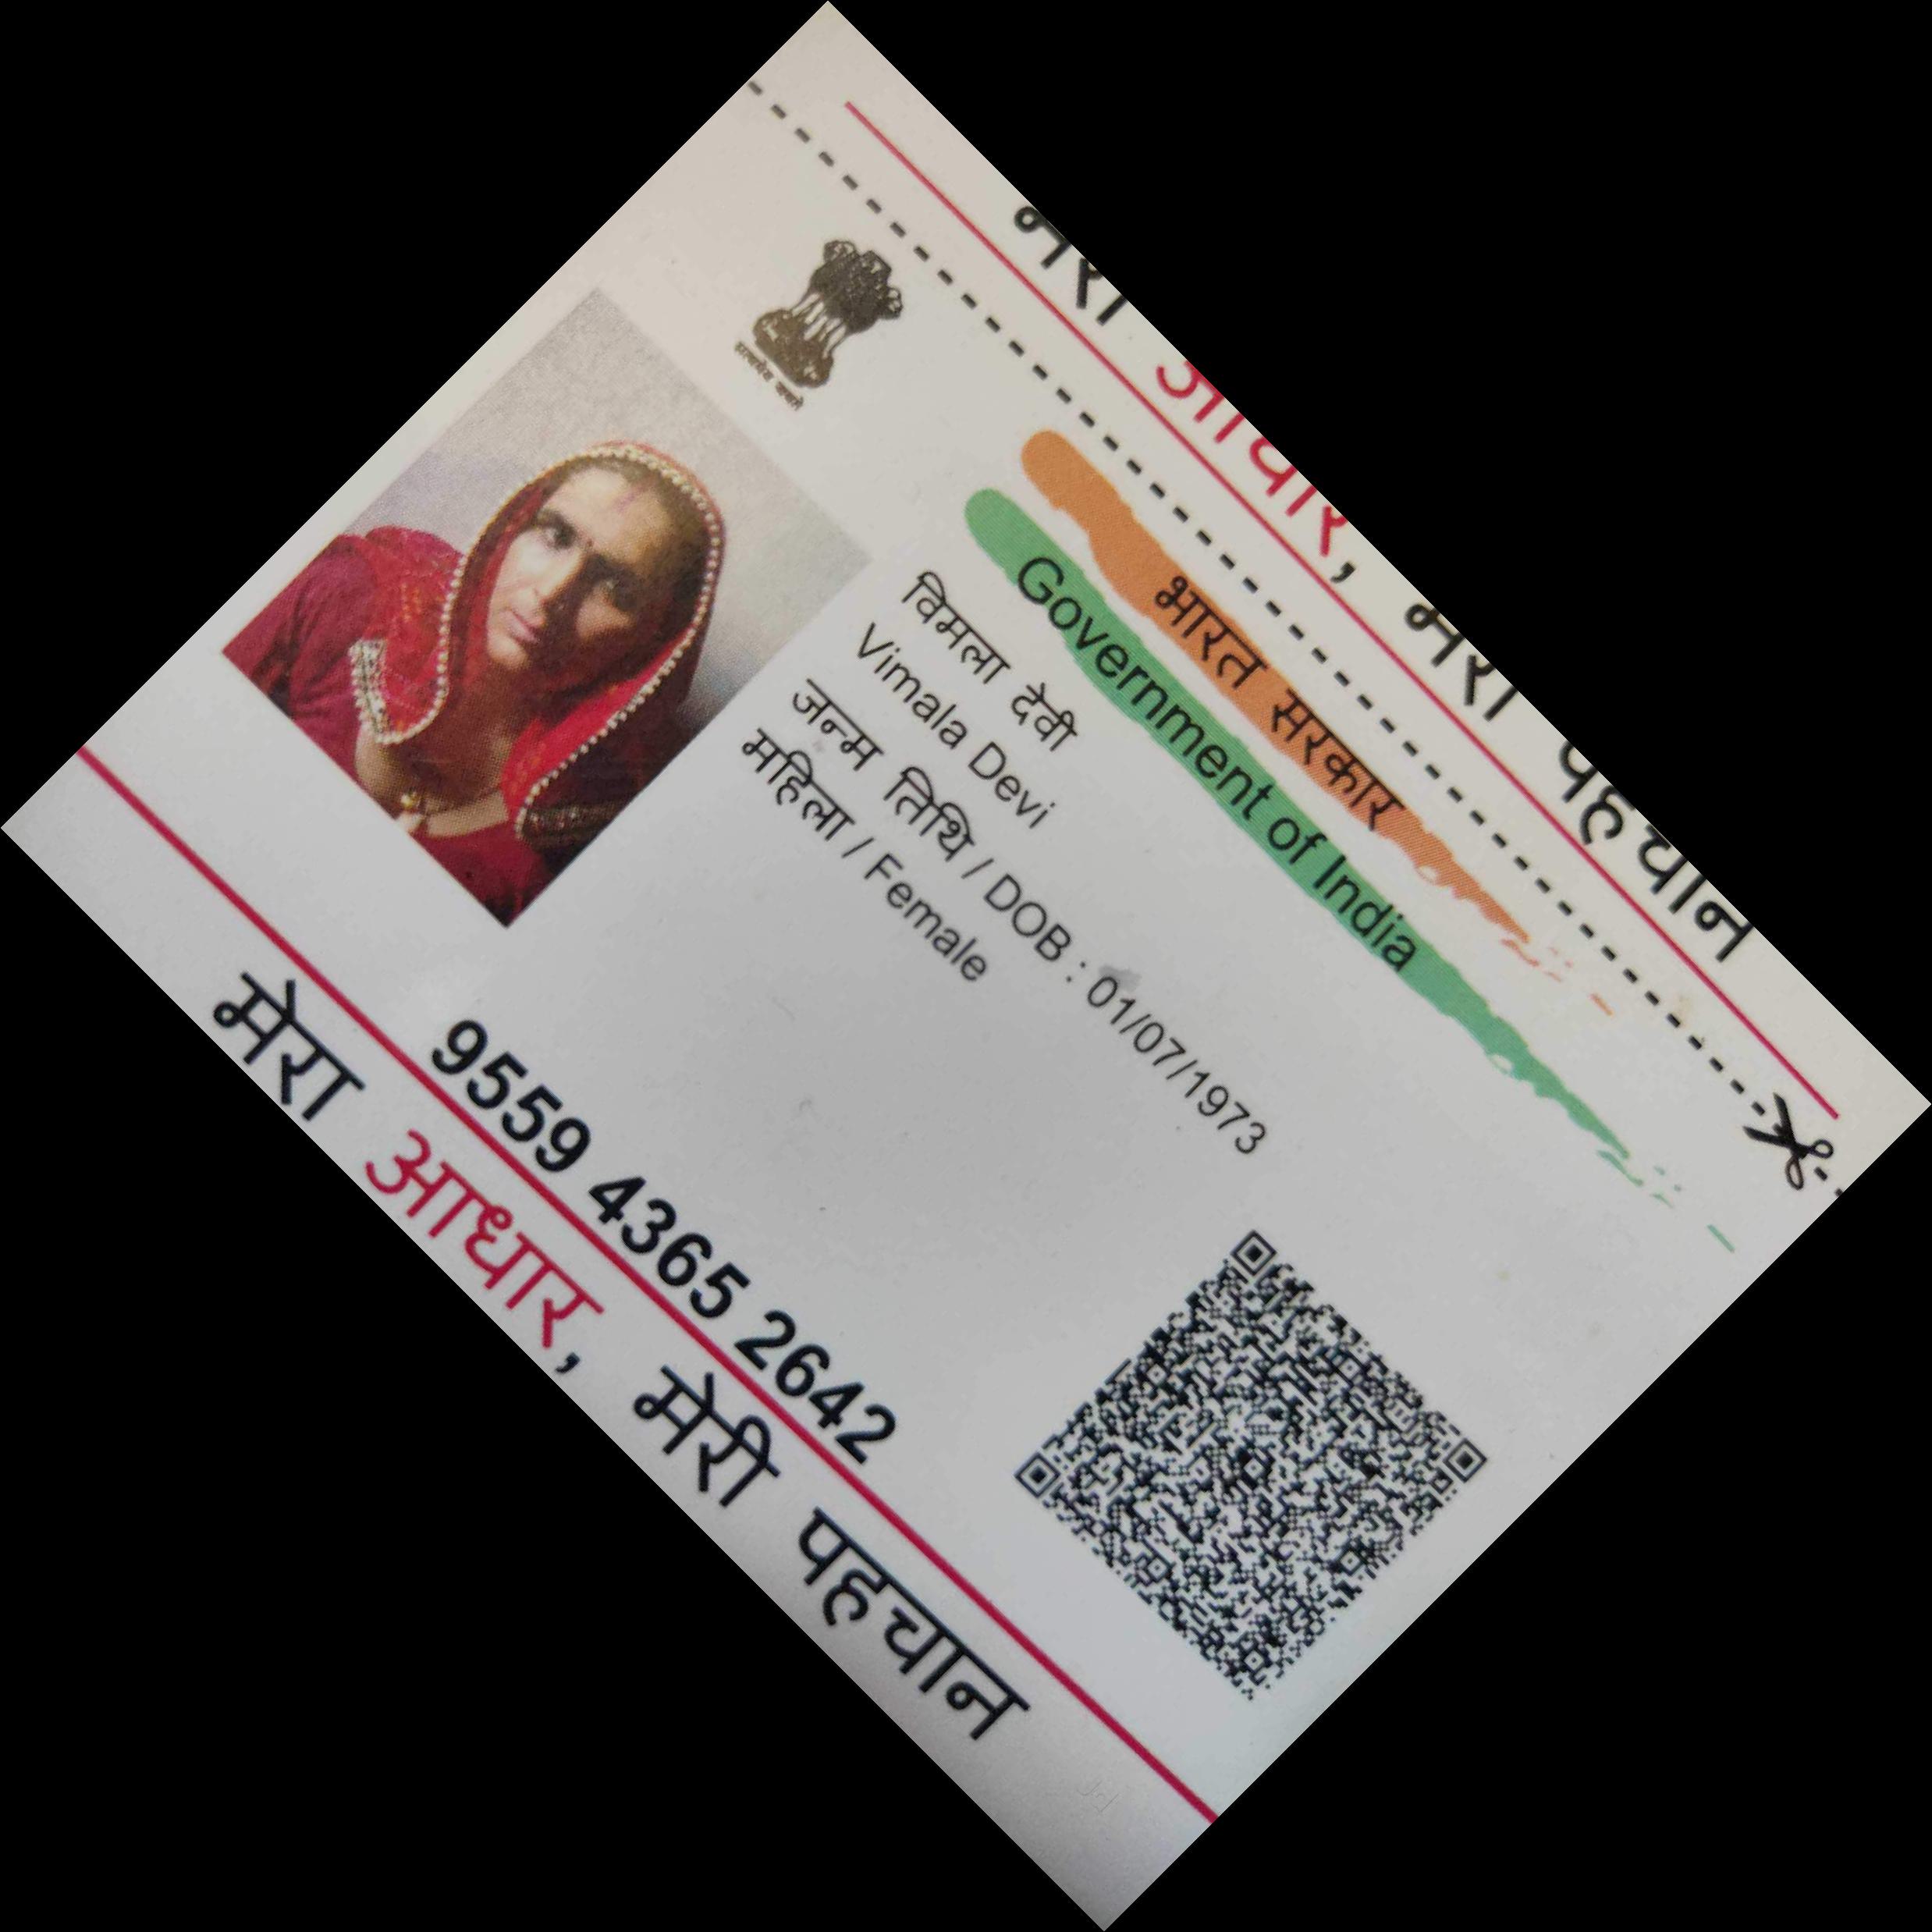 मेरा आधार, मेरी पहचान
भारत सरकार
Government of India
सत्यमेव जयते
विमला देवी
Vimala Devi
जन्म तिथि / DOB : 01/07/1973
महिला / Female
9559 4365 2642
मेरा आधार, मेरी पहचान